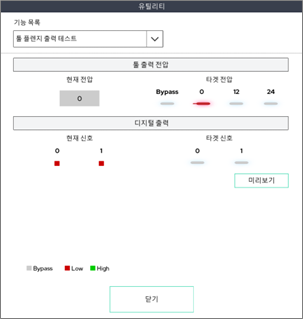 유틸리티
기능 목록
툴 플렌지 출력 테스트
툴 출력 전압
현재 전압 타겟 전압
Bypass 0 12 24
0
디지털 출력
현재 신호 타겟 신호
0 1 0 1
미리보기
Bypass Low High
닫기